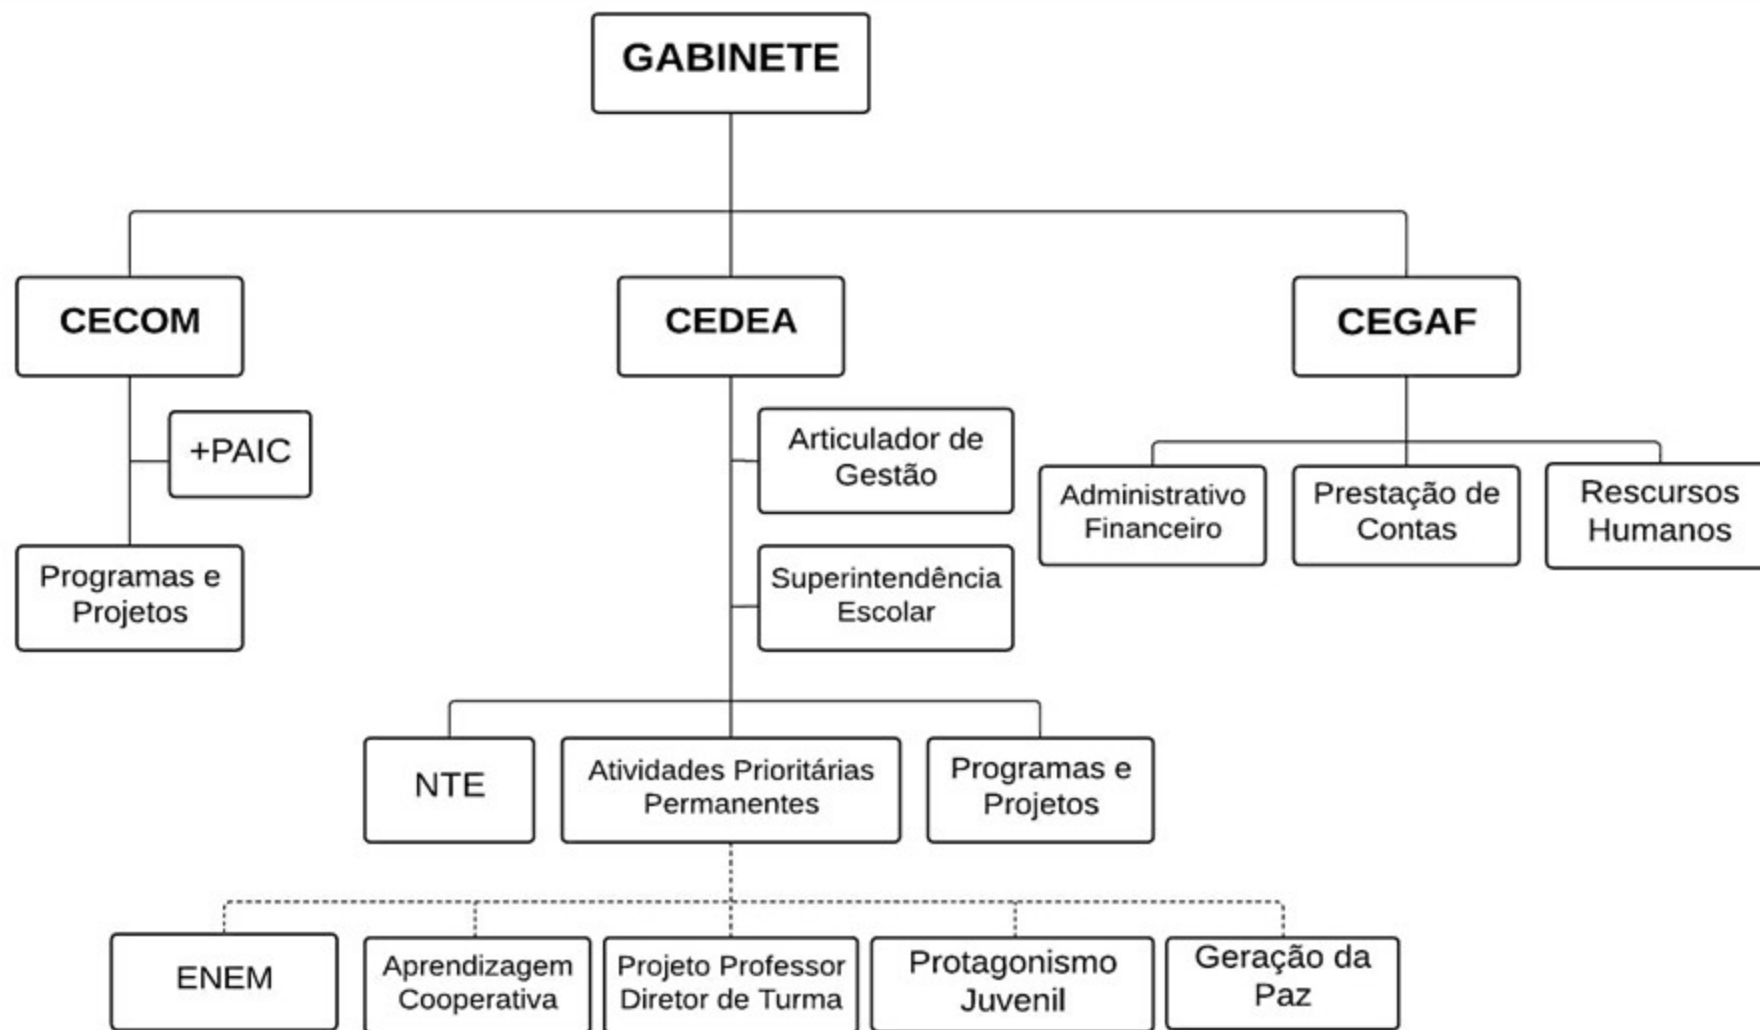 GABINETE
CECOM
CEDEA
CEGAF
+PAIC
Articulador de
Gestão
Administrativo
Financeiro
Prestação de
Contas
Rescursos
Humanos
Programas e
Projetos
Superintendência
Escolar
NTE
Atividades Prioritárias
Permanentes
Programas e
Projetos
ENEM
Aprendizagem
Cooperativa
Projeto Professor
Diretor de Turma
Protagonismo
Juvenil
Geração da
Paz